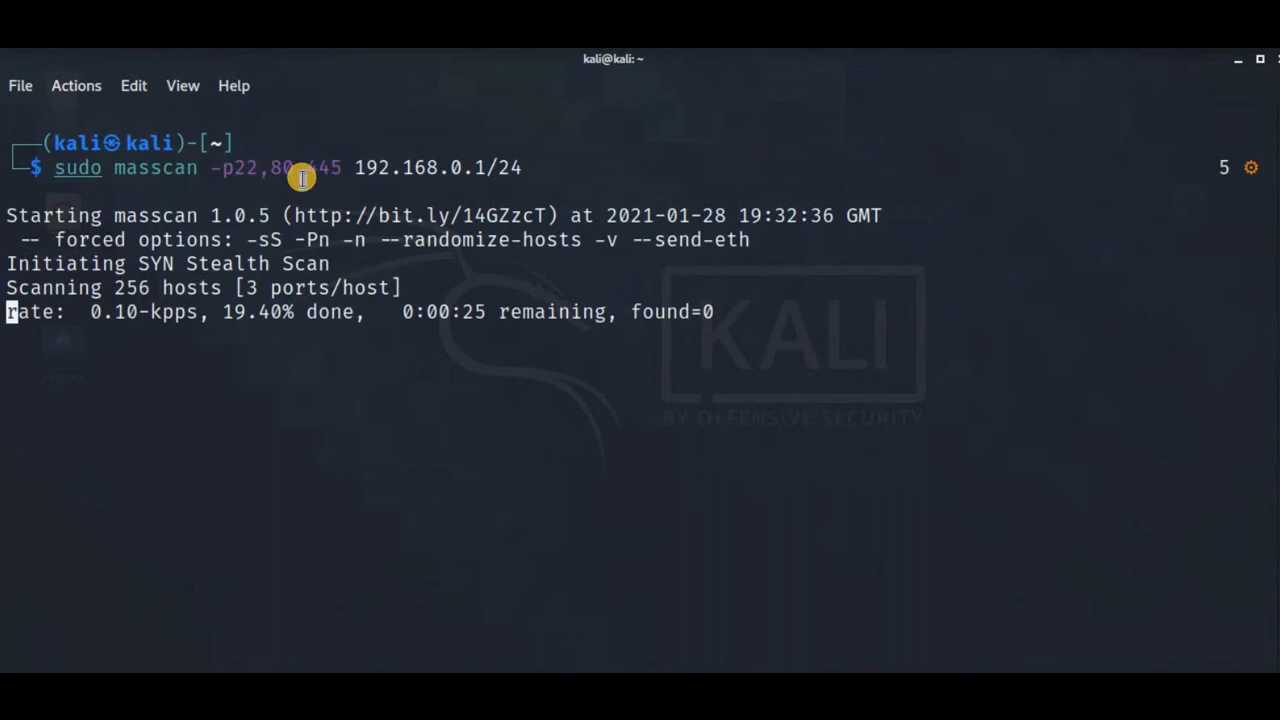 kali@kali: ~
File Actions Edit View Help
(kali㉿kali)-[~]
$ sudo masscan -p22,80,445 192.168.0.1/24 5
Starting masscan 1.0.5 (http://bit.ly/14GZzcT) at 2021-01-28 19:32:36 GMT
-- forced options: -sS -Pn -n --randomize-hosts -v --send-eth
Initiating SYN Stealth Scan
Scanning 256 hosts [3 ports/host]
rate: 0.10-kpps, 19.40% done, 0:00:25 remaining, found=0
KALI
BY OFFENSIVE SECURITY